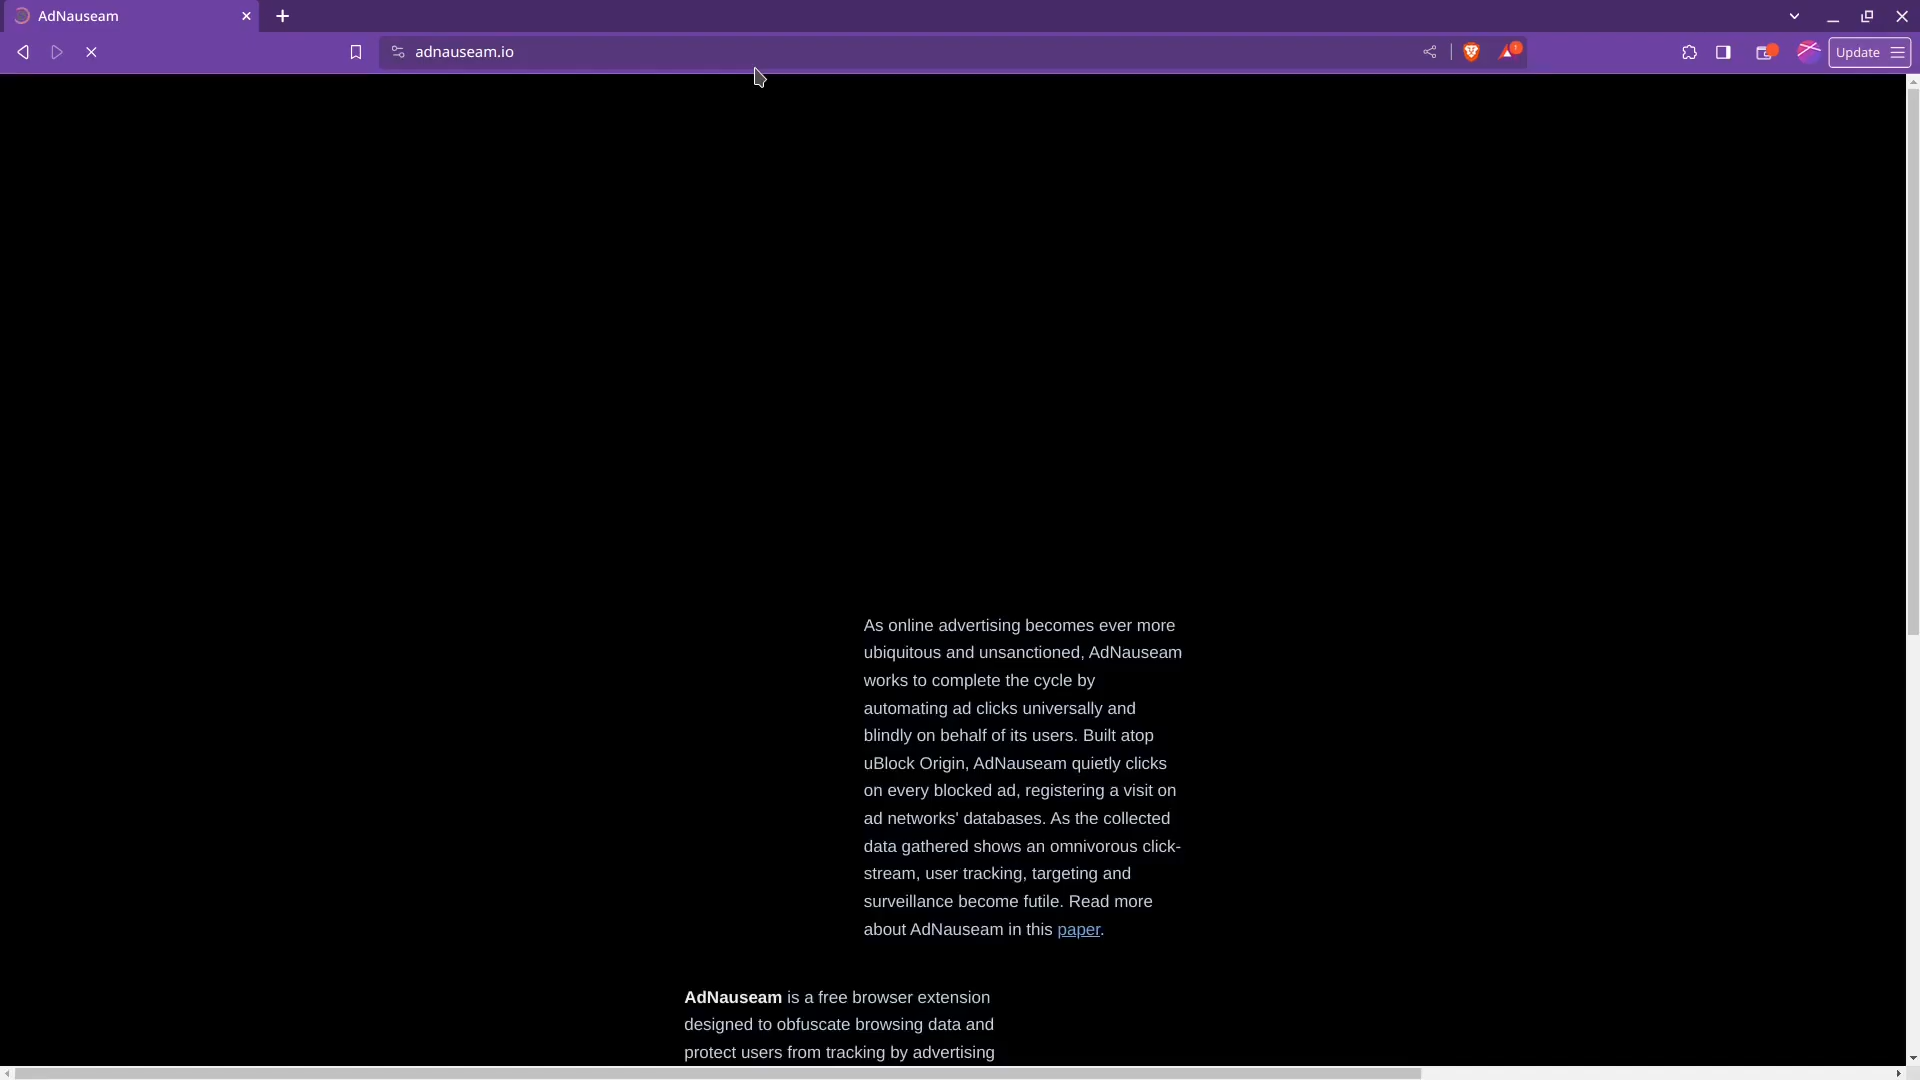 AdNauseam
adnauseam.io
Update
As online advertising becomes ever more
ubiquitous and unsanctioned, AdNauseam
works to complete the cycle by
automating ad clicks universally and
blindly on behalf of its users. Built atop
uBlock Origin, AdNauseam quietly clicks
on every blocked ad, registering a visit on
ad networks' databases. As the collected
data gathered shows an omnivorous click-
stream, user tracking, targeting and
surveillance become futile. Read more
about AdNauseam in this paper.
AdNauseam is a free browser extension
designed to obfuscate browsing data and
protect users from tracking by advertising